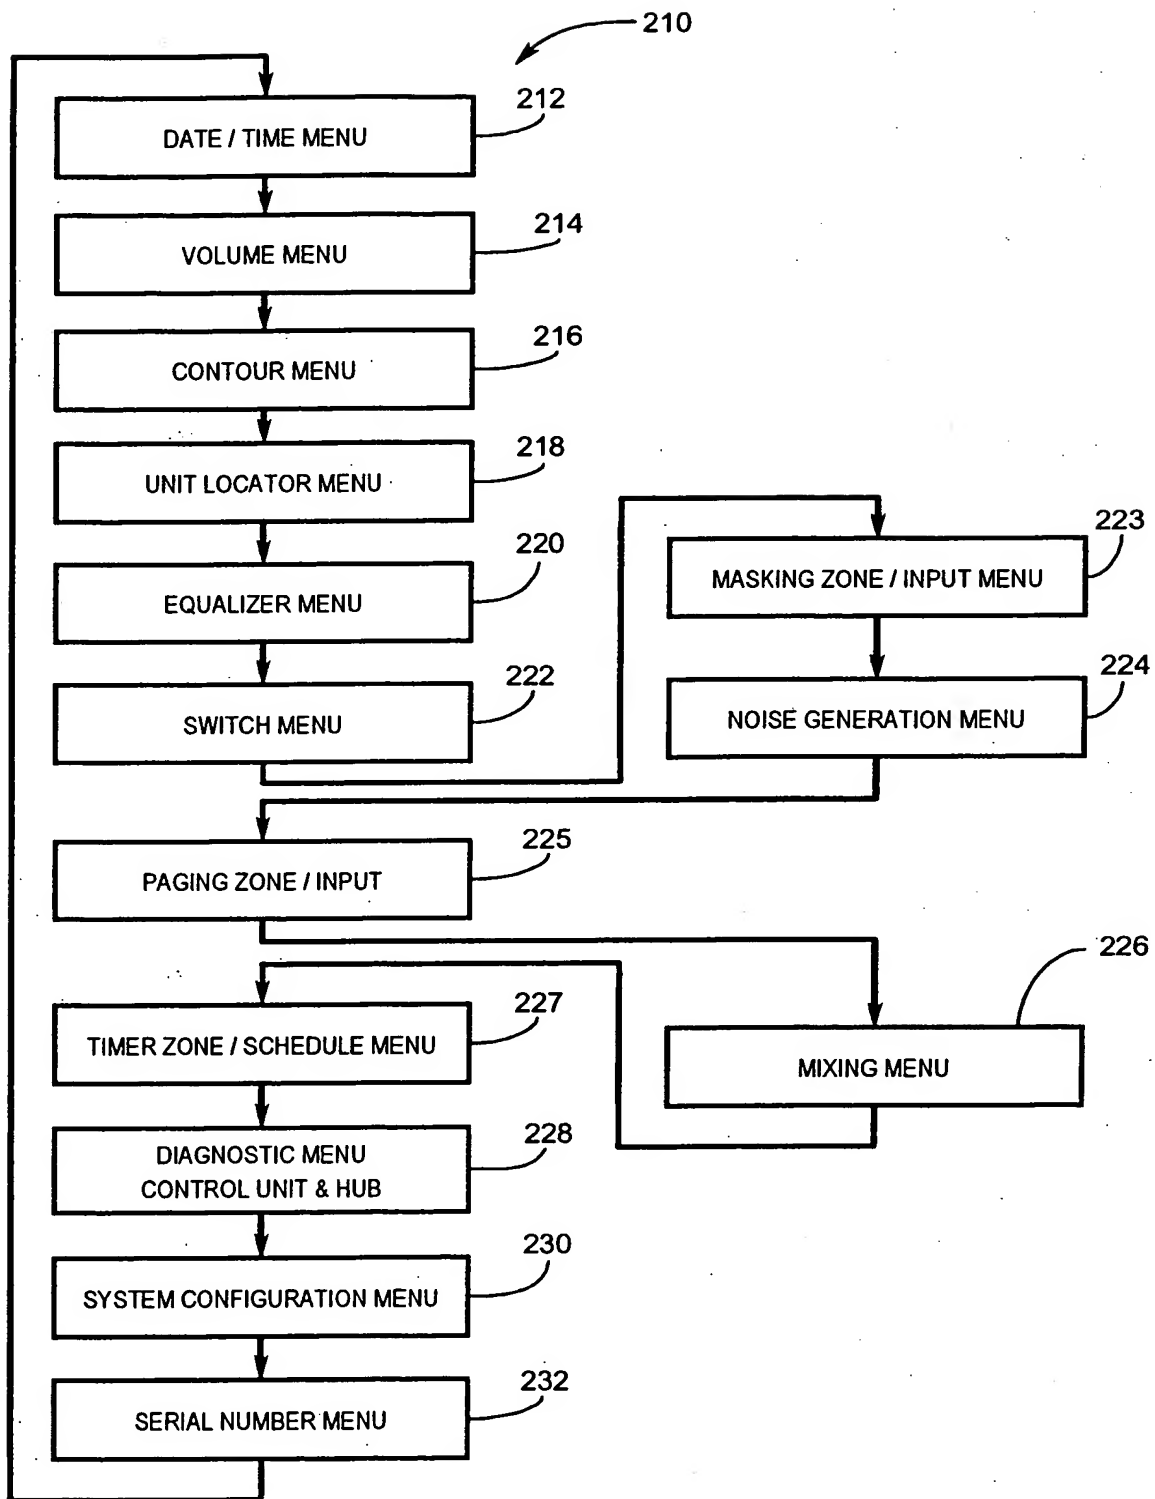 210
212
DATE / TIME MENU
214
VOLUME MENU
216
CONTOUR MENU
218
UNIT LOCATOR MENU
220
EQUALIZER MENU
222
SWITCH MENU
223
MASKING ZONE / INPUT MENU
224
NOISE GENERATION MENU
225
PAGING ZONE / INPUT
226
MIXING MENU
227
TIMER ZONE / SCHEDULE MENU
228
DIAGNOSTIC MENU
CONTROL UNIT & HUB
230
SYSTEM CONFIGURATION MENU
232
SERIAL NUMBER MENU